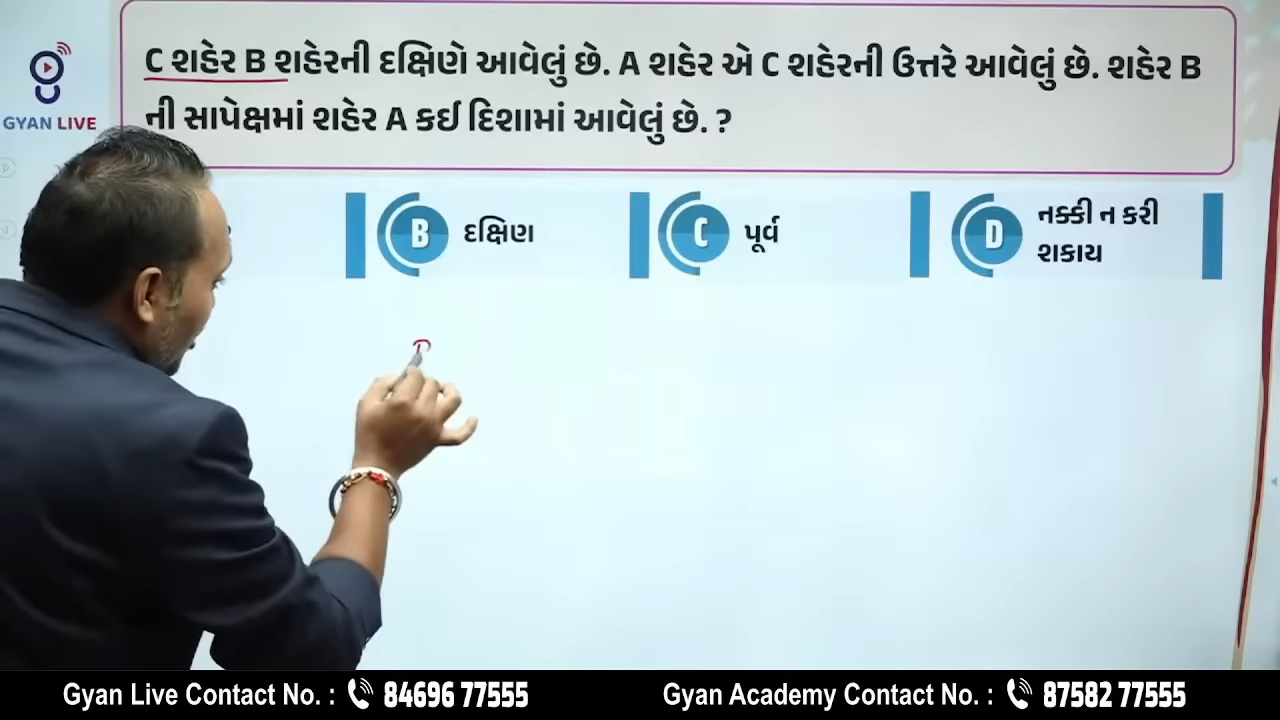 C શહેર B શહેરની દક્ષિણે આવેલું છે. A શહેર એ C શહેરની ઉત્તરે આવેલું છે. શહેર B
ની સાપેક્ષમાં શહેર A કઈ દિશામાં આવેલું છે. ?
GYAN LIVE
B દક્ષિણ
C પૂર્વ
D નક્કી ન કરી
શકાય
Gyan Live Contact No. : 84696 77555
Gyan Academy Contact No. : 87582 77555